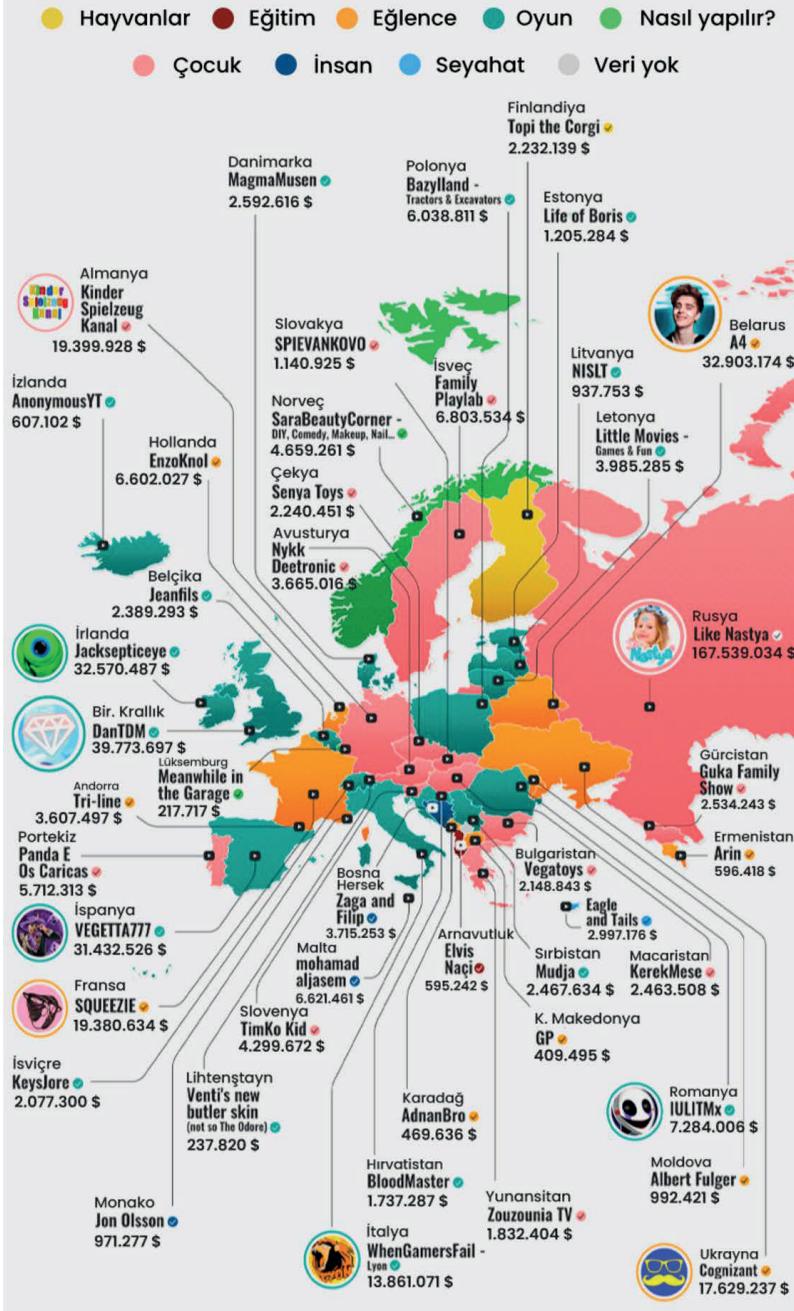 Hayvanlar Eğitim Eğlence Oyun Nasıl yapılır?
Çocuk İnsan Seyahat Veri yok
Finlandiya
Topi the Corgi
2.232.139 $
Danimarka
MagmaMusen
2.592.616 $
Polonya
Bazylland -
Tractors & Excavators
6.038.811 $
Estonya
Life of Boris
1.205.284 $
Almanya
Kinder
Spielzeug
Kanal
19.399.928 $
Kinder
Spielzeug
Kanal
Slovakya
SPIEVANKOVO
1.140.925 $
İsveç
Family
Playlab
6.803.534 $
Litvanya
NISLT
937.753 $
Belarus
A4
32.903.174 $
İzlanda
AnonymousYT
607.102 $
Norveç
SaraBeautyCorner -
DIY, Comedy, Makeup, Nail...
4.659.261 $
Letonya
Little Movies -
Games & Fun
3.985.285 $
Hollanda
EnzoKnol
6.602.027 $
Çekya
Senya Toys
2.240.451 $
Avusturya
Nykk
Deetronic
3.665.016 $
Belçika
Jeanfils
2.389.293 $
İrlanda
Jacksepticeye
32.570.487 $
Rusya
Like Nastya
167.539.034 $
Nastya
Bir. Krallık
DanTDM
39.773.697 $
Lüksemburg
Meanwhile in
the Garage
217.717 $
Andorra
Tri-line
3.607.497 $
Gürcistan
Guka Family
Show
2.534.243 $
Portekiz
Panda E
Os Caricas
5.712.313 $
Ermenistan
Arin
596.418 $
Bulgaristan
Vegatoys
2.148.843 $
Bosna
Hersek
Zaga and
Filip
3.715.253 $
İspanya
VEGETTA777
31.432.526 $
Eagle
and Tails
2.997.176 $
Arnavutluk
Elvis
Naçi
595.242 $
Malta
mohamad
aljasem
6.621.461 $
Sırbistan
Mudja
2.467.634 $
Macaristan
KerekMese
2.463.508 $
Fransa
SQUEEZIE
19.380.634 $
Slovenya
TimKo Kid
4.299.672 $
K. Makedonya
GP
409.495 $
İsviçre
KeysJore
2.077.300 $
Lihtenştayn
Venti's new
butler skin
(not so The Odore)
237.820 $
Karadağ
AdnanBro
469.636 $
Romanya
IULITMx
7.284.006 $
Hırvatistan
BloodMaster
1.737.287 $
Moldova
Albert Fulger
992.421 $
Monako
Jon Olsson
971.277 $
Yunansitan
Zouzounia TV
1.832.404 $
İtalya
WhenGamersFail -
Lyon
13.861.071 $
Ukrayna
Cognizant
17.629.237 $